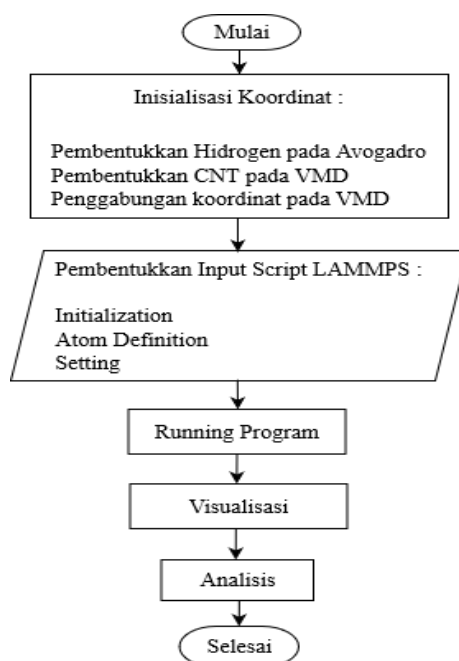 Mulai
Inisialisasi Koordinat :
Pembentukkan Hidrogen pada Avogadro
Pembentukkan CNT pada VMD
Penggabungan koordinat pada VMD
Pembentukkan Input Script LAMMPS :
Initialization
Atom Definition
Setting
Running Program
Visualisasi
Analisis
Selesai